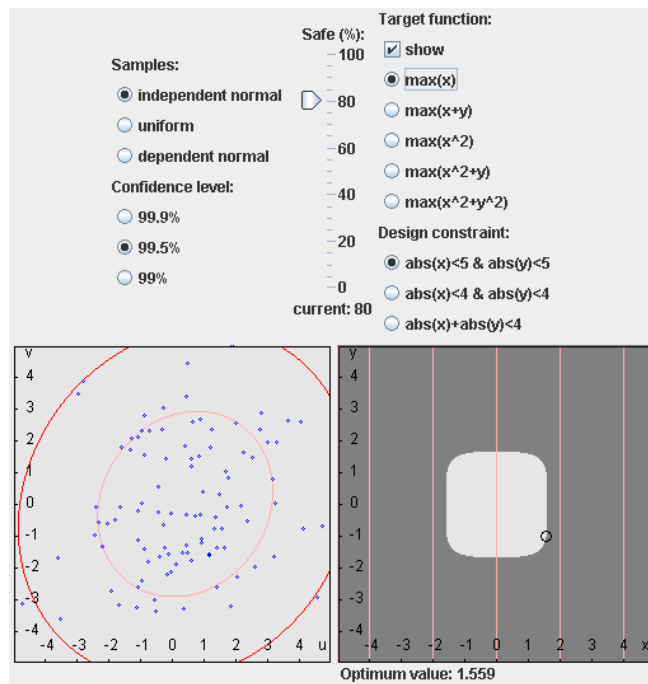 Target function:
Safe (%):
show
Samples:
100
independent normal
max(x)
80
uniform
max(x+y)
dependent normal
60
max(x^2)
Confidence level:
max(x^2+y)
40
99.9%
max(x^2+y^2)
99.5%
20
Design constraint:
99%
abs(x)<5 & abs(y)<5
0
abs(x)<4 & abs(y)<4
current: 80
abs(x)+abs(y)<4
v
4
3
2
1
0
-1
-2
-3
-4
-4 -3 -2 -1 0 1 2 3 4 u
y
4
3
2
1
0
-1
-2
-3
-4
-4 -3 -2 -1 0 1 2 3 4 x
Optimum value: 1.559